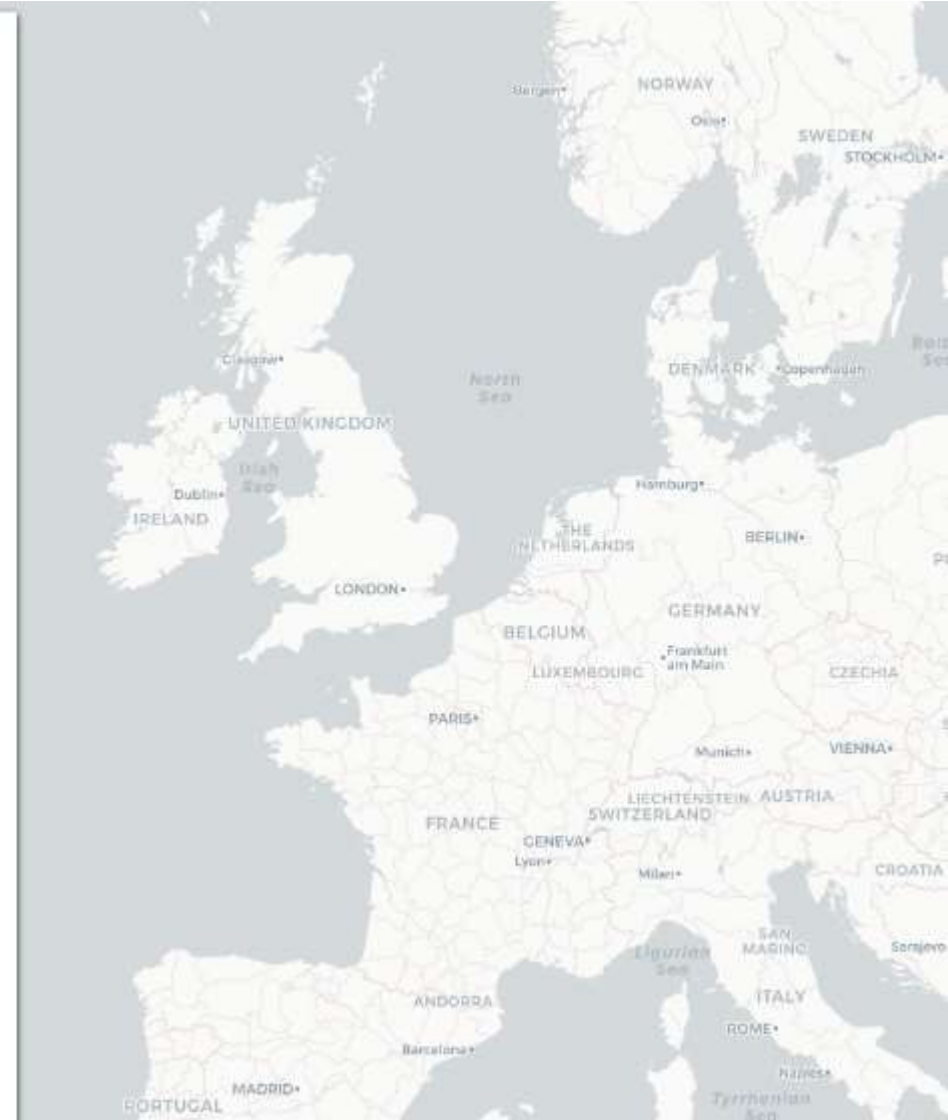 Bergen
NORWAY
Oslo
SWEDEN
STOCKHOLM
Glasgow
North
Sea
DENMARK
Copenhagen
UNITED KINGDOM
Irish
Sea
Dublin
IRELAND
Hamburg
THE
NETHERLANDS
BERLIN
LONDON
GERMANY
BELGIUM
Frankfurt
am Main
LUXEMBOURG
CZECHIA
PARIS
Munich
VIENNA
LIECHTENSTEIN
AUSTRIA
SWITZERLAND
FRANCE
GENEVA
Lyon
Milan
CROATIA
SAN
MARINO
Ligurian
Sea
Sarajevo
ANDORRA
ITALY
ROME
Barcelona
Naples
MADRID
PORTUGAL
Tyrrhenian
Sea